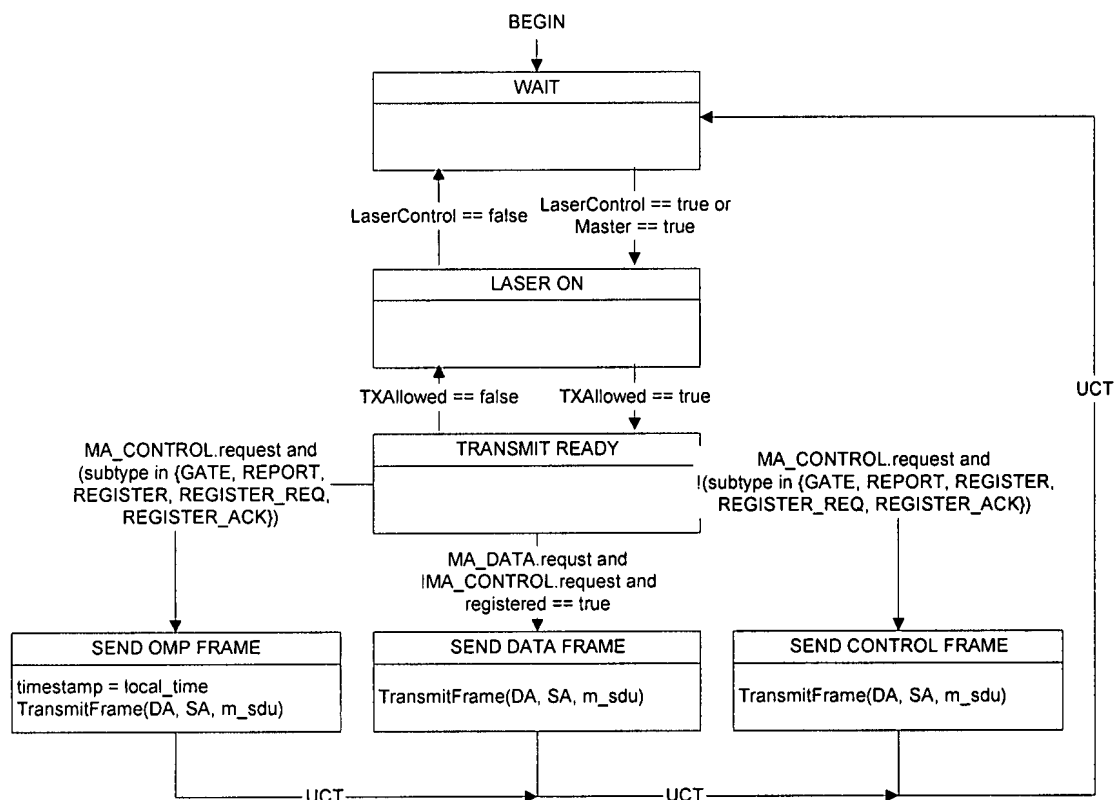 BEGIN
WAIT
LaserControl == false
LaserControl == true or
Master == true
LASER ON
TXAllowed == false
TXAllowed == true
UCT
TRANSMIT READY
MA_CONTROL.request and
(subtype in {GATE, REPORT,
REGISTER, REGISTER_REQ,
REGISTER_ACK})
MA_CONTROL.request and
!(subtype in {GATE, REPORT, REGISTER,
REGISTER_REQ, REGISTER_ACK})
MA_DATA.requst and
!MA_CONTROL.request and
registered == true
SEND OMP FRAME
timestamp = local_time
TransmitFrame(DA, SA, m_sdu)
SEND DATA FRAME
TransmitFrame(DA, SA, m_sdu)
SEND CONTROL FRAME
TransmitFrame(DA, SA, m_sdu)
UCT
UCT